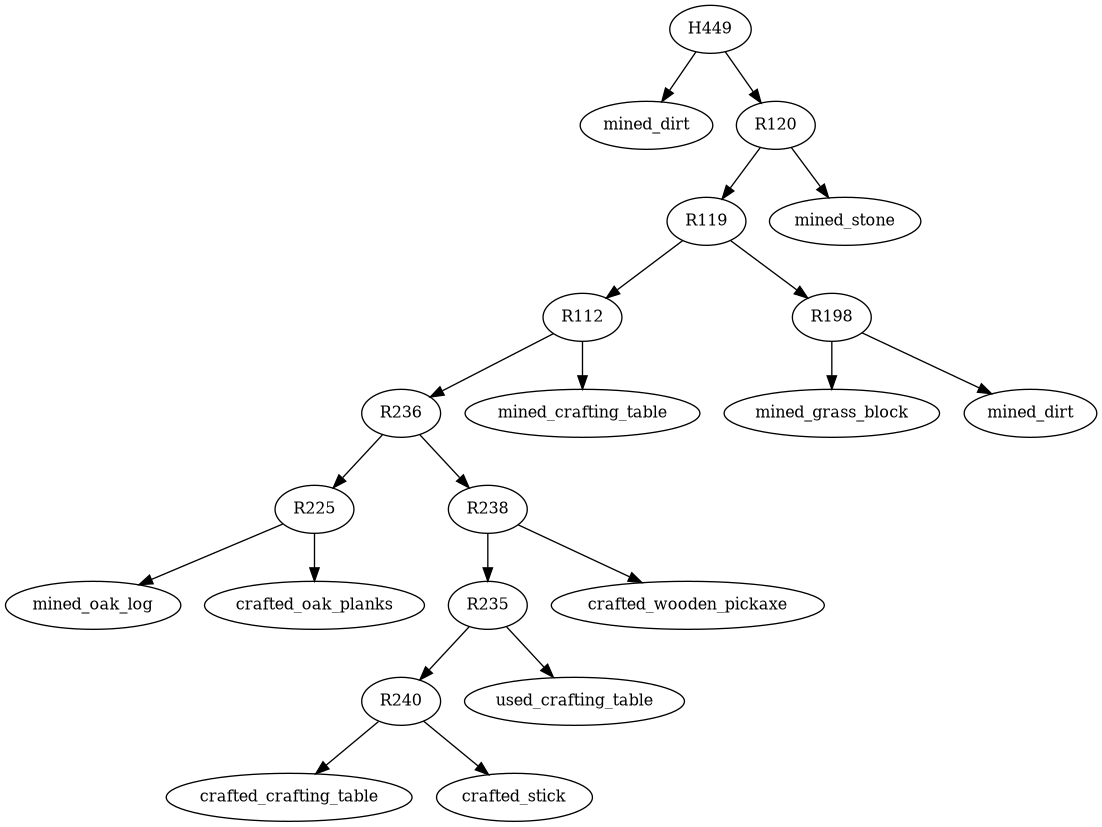 H449
mined_dirt
R120
R119
mined_stone
R112
R198
R236
mined_crafting_table
mined_grass_block
mined_dirt
R225
R238
mined_oak_log
crafted_oak_planks
R235
crafted_wooden_pickaxe
R240
used_crafting_table
crafted_crafting_table
crafted_stick